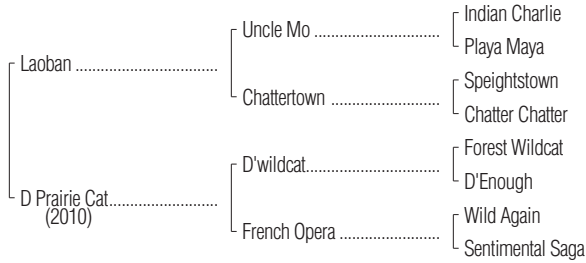 Indian Charlie
Uncle Mo
Playa Maya
Laoban
Speightstown
Chattertown
Chatter Chatter
Forest Wildcat
D'wildcat
D'Enough
D Prairie Cat
(2010)
Wild Again
French Opera
Sentimental Saga